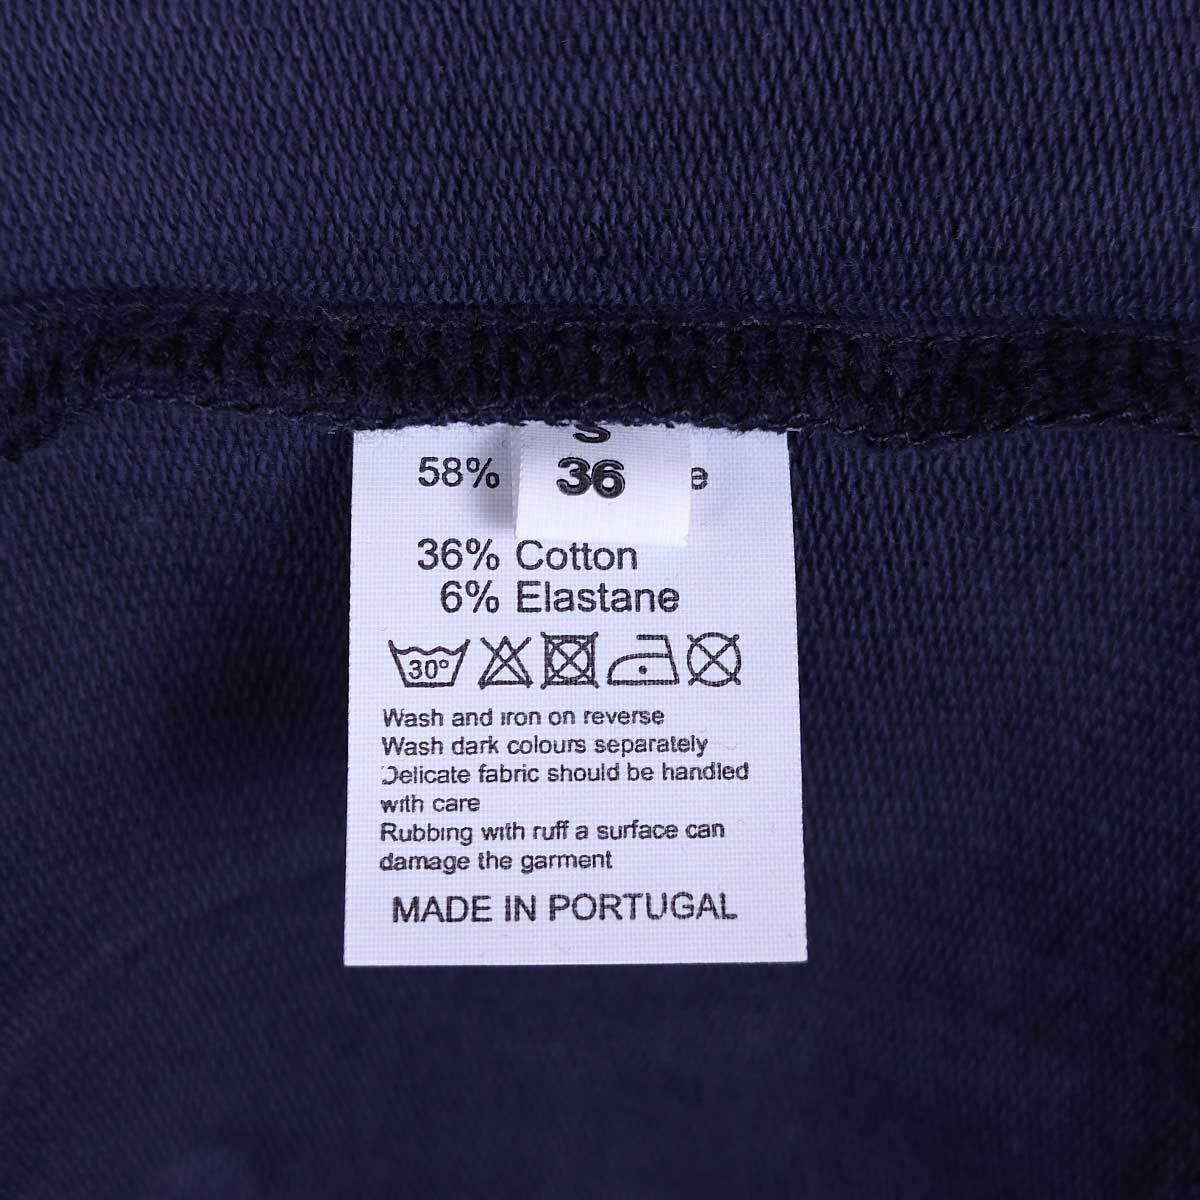 S
58% 36 e
36% Cotton
6% Elastane
30°
Wash and iron on reverse
Wash dark colours separately
Delicate fabric should be handled
with care
Rubbing with ruff a surface can
damage the garment
MADE IN PORTUGAL